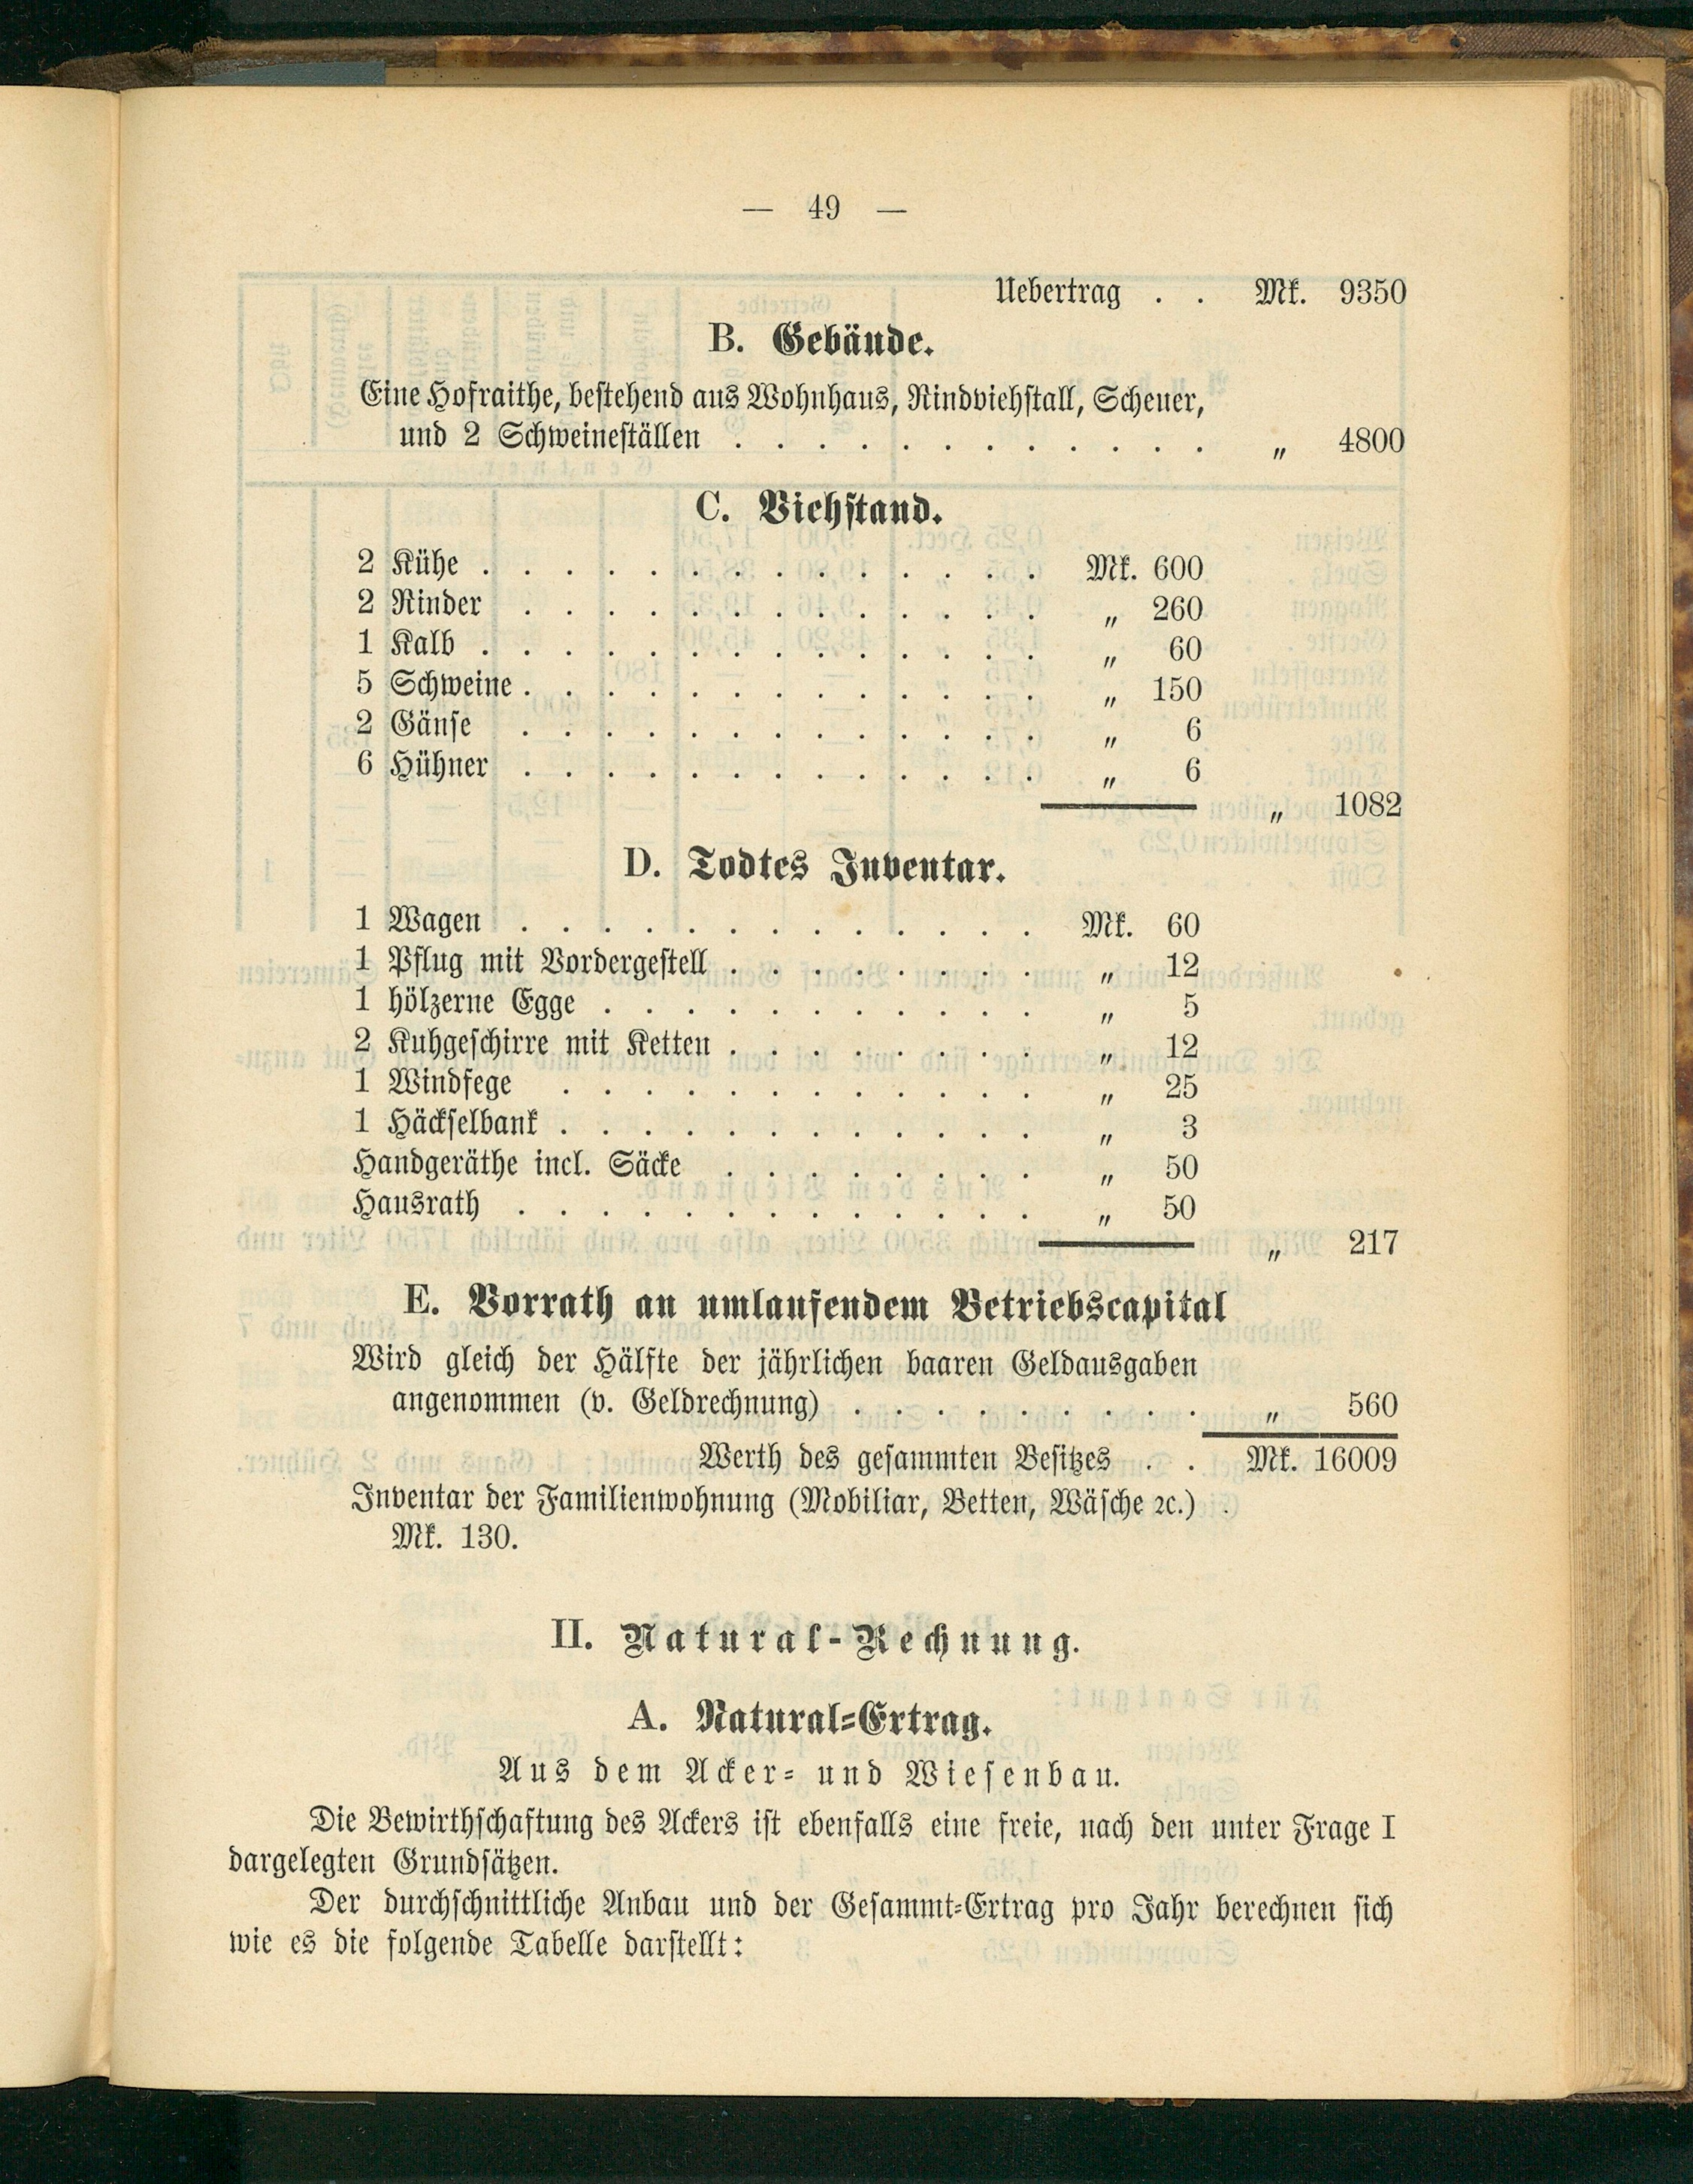 — 49 —
Uebertrag . . Mk. 9350
B. Gebäude.
Eine Hofraithe, bestehend aus Wohnhaus, Rindviehstall, Scheuer,
und 2 Schweineställen . . . . . . . . . . . . „ 4800
C. Viehstand.
2 Kühe . . . . . . . . . . . . . . Mk. 600
2 Rinder . . . . . . . . . . . . . „ 260
1 Kalb . . . . . . . . . . . . . . „ 60
5 Schweine . . . . . . . . . . . . . „ 150
2 Gänse . . . . . . . . . . . . . „ 6
6 Hühner . . . . . . . . . . . . . „ 6
„ 1082
D. Todtes Inventar.
1 Wagen . . . . . . . . . . . . . Mk. 60
1 Pflug mit Vordergestell . . . . . . . . „ 12
1 hölzerne Egge . . . . . . . . . . . „ 5
2 Kuhgeschirre mit Ketten . . . . . . . . „ 12
1 Windfege . . . . . . . . . . . . „ 25
1 Häckselbank . . . . . . . . . . . . „ 3
Handgeräthe incl. Säcke . . . . . . . . „ 50
Hausrath . . . . . . . . . . . . . „ 50
„ 217
E. Vorrath an umlaufendem Betriebscapital
Wird gleich der Hälfte der jährlichen baaren Geldausgaben
angenommen (v. Geldrechnung) . . . . . . . . . „ 560
Werth des gesammten Besitzes . . Mk. 16009
Inventar der Familienwohnung (Mobiliar, Betten, Wäsche ꝛc.)
Mk. 130.
II. Natural-Rechnung.
A. Natural-Ertrag.
Aus dem Acker- und Wiesenbau.
Die Bewirthschaftung des Ackers ist ebenfalls eine freie, nach den unter Frage I
dargelegten Grundsätzen.
Der durchschnittliche Anbau und der Gesammt-Ertrag pro Jahr berechnen sich
wie es die folgende Tabelle darstellt: